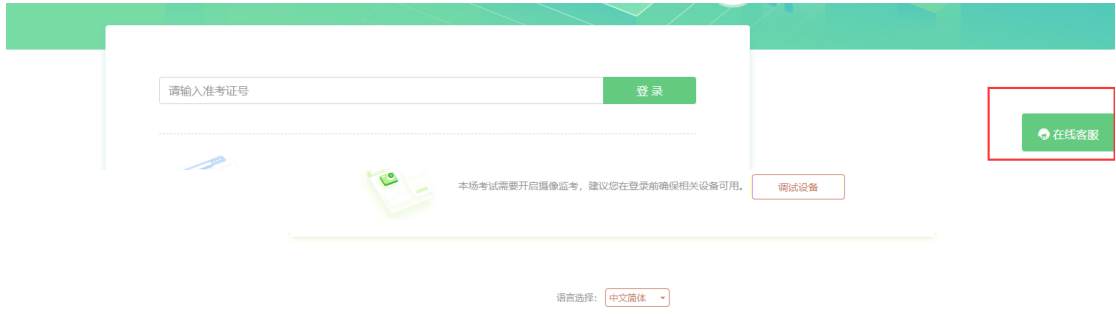 请输入准考证号
登 录
在线客服
本场考试需要开启摄像监考，建议您在登录前确保相关设备可用。
调试设备
语言选择：
中文简体